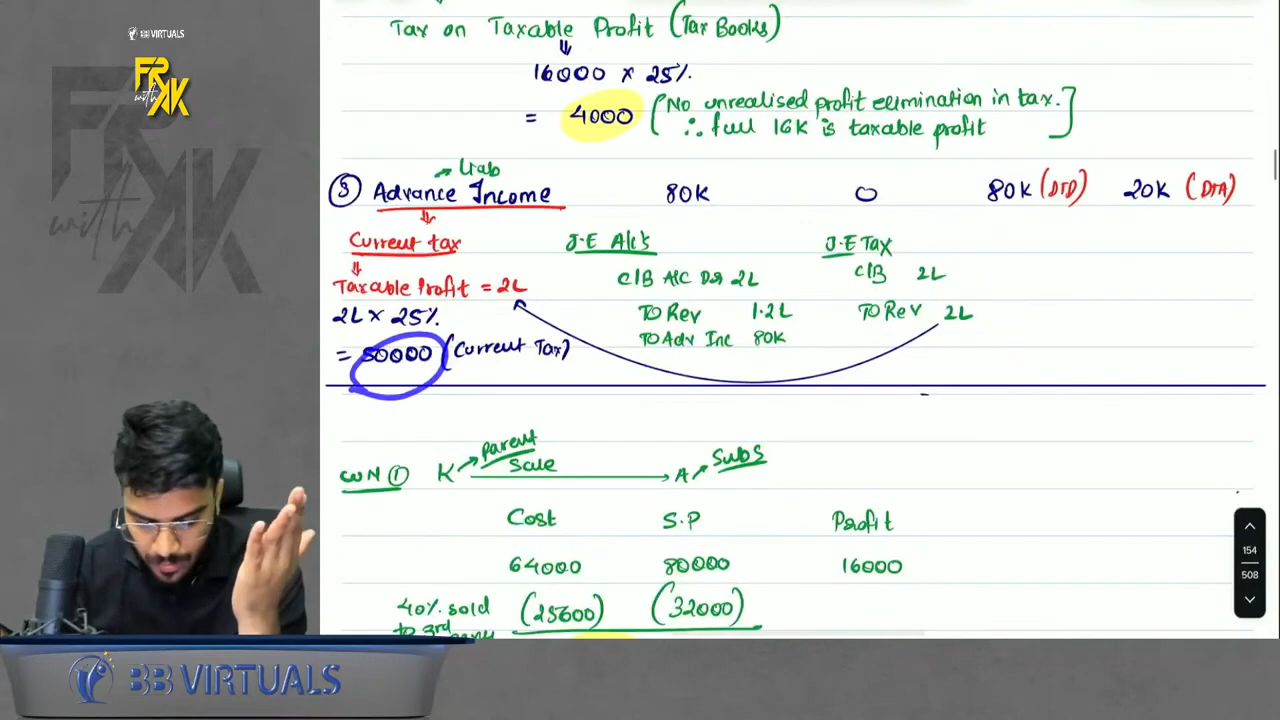 BB VIRTUALS
FR
with
AK
Tax on Taxable Profit (Tax Books)
16000 x 25%.
= 4000 [No unrealised profit elimination in tax.
∴ full 16K is taxable profit]
→ Liab
③ Advance Income 80K 0 80K (DTD) 20K (DTA)
Current tax J.E A/c's J.E Tax
Taxable Profit = 2L C/B A/C Dr 2L C/B 2L
2L x 25%. To Rev 1.2L To Rev 2L
= 50000 (Current Tax) To Adv Inc 80K
WN ① K → Parent Sale A → Subs
Cost S.P Profit
64000 80000 16000
40% sold (25600) (32000)
to 3rd
154
508
BB VIRTUALS